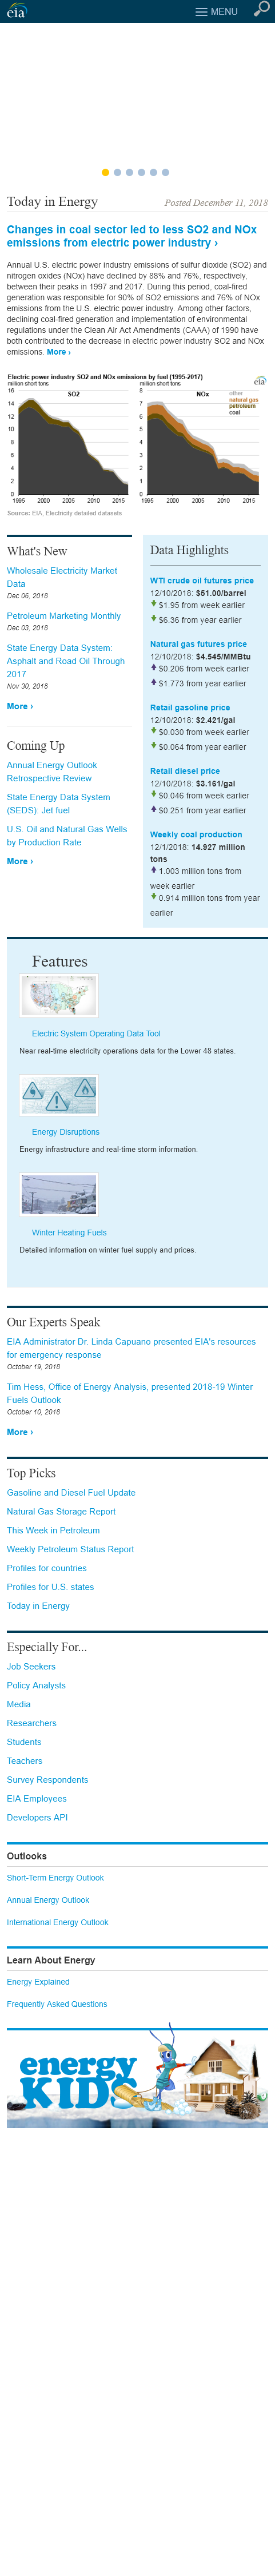 eia
MENU
Today in Energy
Posted December 11, 2018
Changes in coal sector led to less SO2 and NOx
emissions from electric power industry ›
Annual U.S. electric power industry emissions of sulfur dioxide (SO2) and
nitrogen oxides (NOx) have declined by 88% and 76%, respectively,
between their peaks in 1997 and 2017. During this period, coal-fired
generation was responsible for 90% of SO2 emissions and 76% of NOx
emissions from the U.S. electric power industry. Among other factors,
declining coal-fired generation and implementation of environmental
regulations under the Clean Air Act Amendments (CAAA) of 1990 have
both contributed to the decrease in electric power industry SO2 and NOx
emissions. More ›
Electric power industry SO2 and NOx emissions by fuel (1995-2017)
million short tons
million short tons
eia
16
14
12
10
8
6
4
2
0
SO2
1995 2000 2005 2010 2015
8
7
6
5
4
3
2
1
0
NOx
other
natural gas
petroleum
coal
1995 2000 2005 2010 2015
Source: EIA, Electricity detailed datasets
What's New
Wholesale Electricity Market
Data
Dec 06, 2018
Petroleum Marketing Monthly
Dec 03, 2018
State Energy Data System:
Asphalt and Road Oil Through
2017
Nov 30, 2018
More ›
Coming Up
Annual Energy Outlook
Retrospective Review
State Energy Data System
(SEDS): Jet fuel
U.S. Oil and Natural Gas Wells
by Production Rate
More ›
Data Highlights
WTI crude oil futures price
12/10/2018: $51.00/barrel
$1.95 from week earlier
$6.36 from year earlier
Natural gas futures price
12/10/2018: $4.545/MMBtu
$0.206 from week earlier
$1.773 from year earlier
Retail gasoline price
12/10/2018: $2.421/gal
$0.030 from week earlier
$0.064 from year earlier
Retail diesel price
12/10/2018: $3.161/gal
$0.046 from week earlier
$0.251 from year earlier
Weekly coal production
12/1/2018: 14.927 million
tons
1.003 million tons from
week earlier
0.914 million tons from year
earlier
Features
Electric System Operating Data Tool
Near real-time electricity operations data for the Lower 48 states.
Energy Disruptions
Energy infrastructure and real-time storm information.
Winter Heating Fuels
Detailed information on winter fuel supply and prices.
Our Experts Speak
EIA Administrator Dr. Linda Capuano presented EIA's resources
for emergency response
October 19, 2018
Tim Hess, Office of Energy Analysis, presented 2018-19 Winter
Fuels Outlook
October 10, 2018
More ›
Top Picks
Gasoline and Diesel Fuel Update
Natural Gas Storage Report
This Week in Petroleum
Weekly Petroleum Status Report
Profiles for countries
Profiles for U.S. states
Today in Energy
Especially For...
Job Seekers
Policy Analysts
Media
Researchers
Students
Teachers
Survey Respondents
EIA Employees
Developers API
Outlooks
Short-Term Energy Outlook
Annual Energy Outlook
International Energy Outlook
Learn About Energy
Energy Explained
Frequently Asked Questions
energy
KIDS